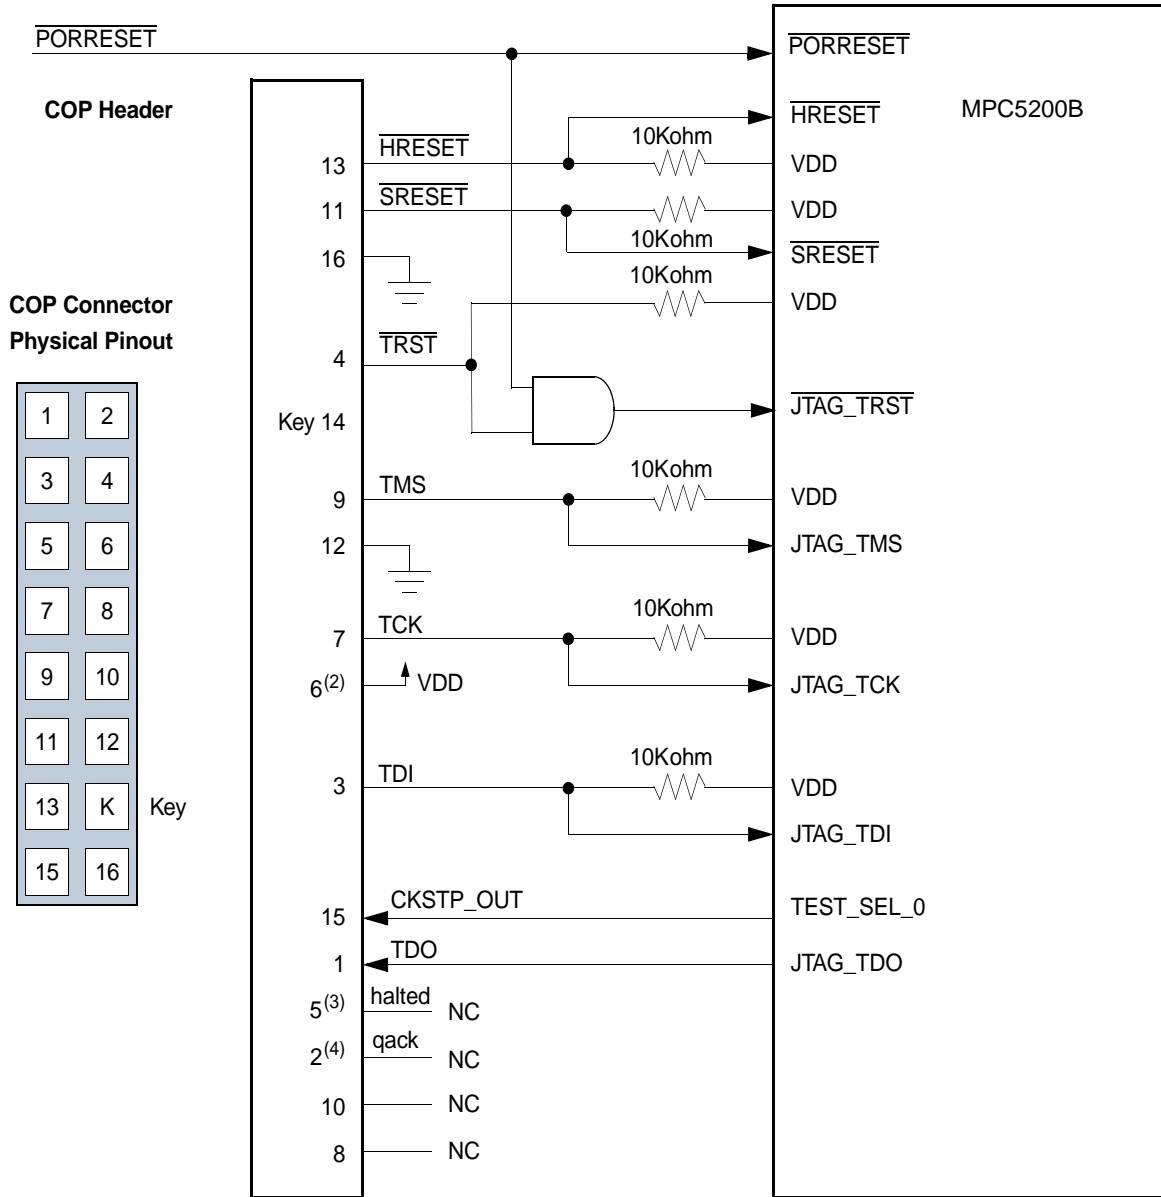 PORRESET
PORRESET
COP Header
HRESET
MPC5200B
10Kohm
13
HRESET
VDD
11
SRESET
VDD
10Kohm
SRESET
16
10Kohm
VDD
COP Connector
Physical Pinout
4
TRST
JTAG_TRST
Key 14
1 2
3 4
5 6
7 8
9 10
11 12
13 K Key
15 16
10Kohm
9
TMS
VDD
12
JTAG_TMS
10Kohm
7
TCK
VDD
6(2)
VDD
JTAG_TCK
10Kohm
3
TDI
VDD
JTAG_TDI
15
CKSTP_OUT
TEST_SEL_0
1
TDO
JTAG_TDO
5(3)
halted
NC
2(4)
qack
NC
10
NC
8
NC